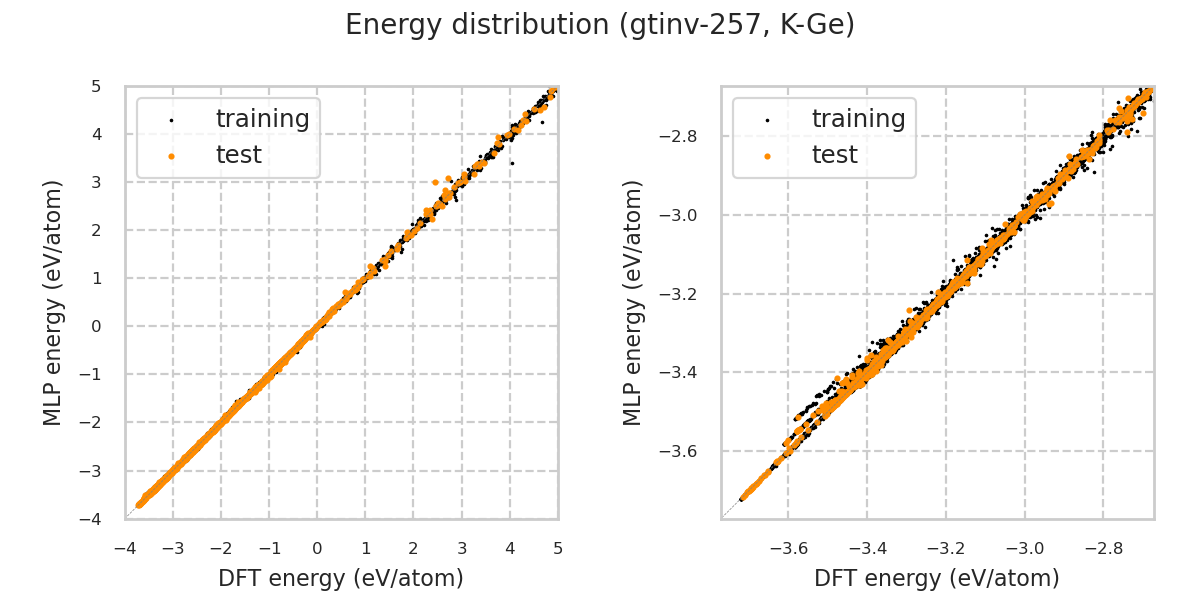 Energy distribution (gtinv-257, K-Ge)
5
4
3
2
1
0
−1
−2
−3
−4
MLP energy (eV/atom)
training
test
−4 −3 −2 −1 0 1 2 3 4 5
DFT energy (eV/atom)
−2.8
−3.0
−3.2
−3.4
−3.6
MLP energy (eV/atom)
training
test
−3.6 −3.4 −3.2 −3.0 −2.8
DFT energy (eV/atom)